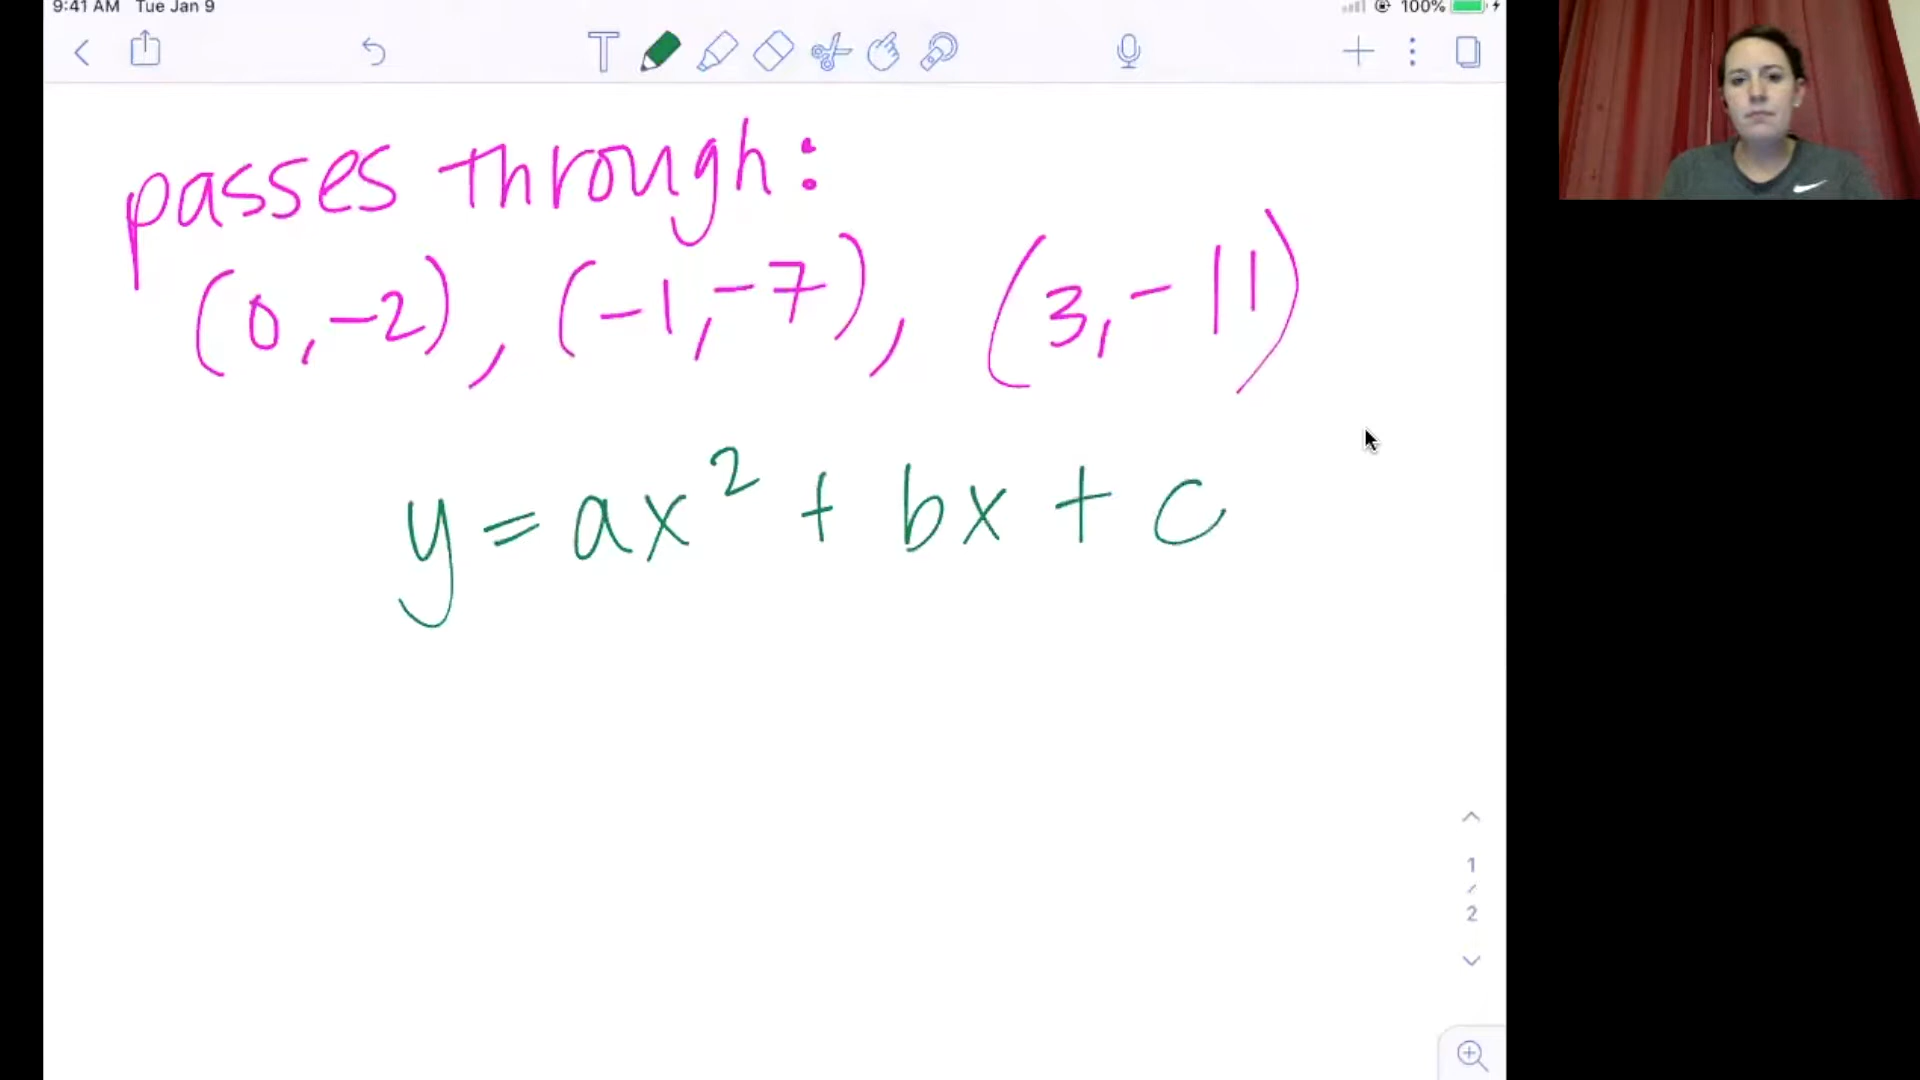 9:41 AM Tue Jan 9
100%
T
passes through:
(0,-2), (-1,-7), (3,-11)
y=ax² + bx + c
1
/
2